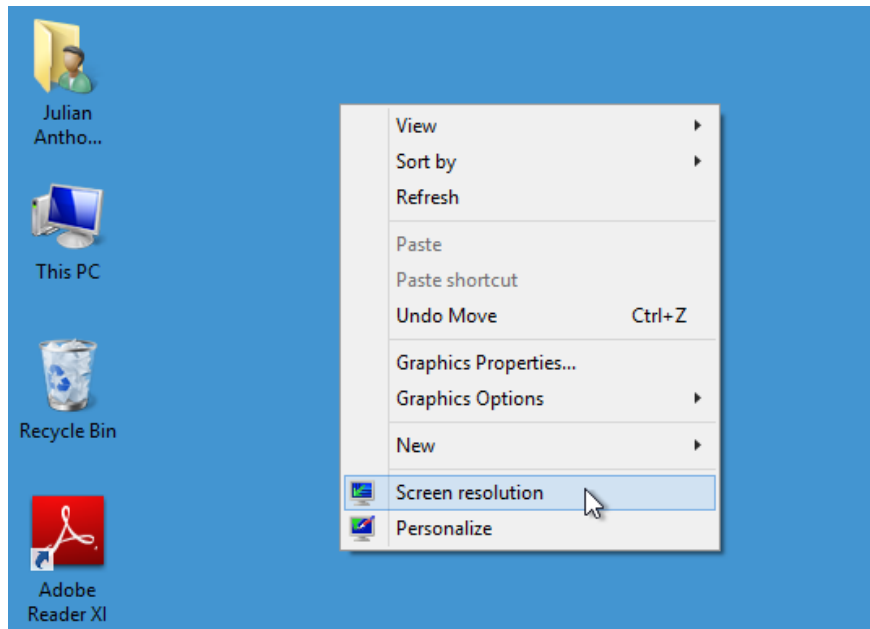 Julian
Antho...
This PC
Recycle Bin
Adobe
Reader XI
View
Sort by
Refresh
Paste
Paste shortcut
Undo Move Ctrl+Z
Graphics Properties...
Graphics Options
New
Screen resolution
Personalize